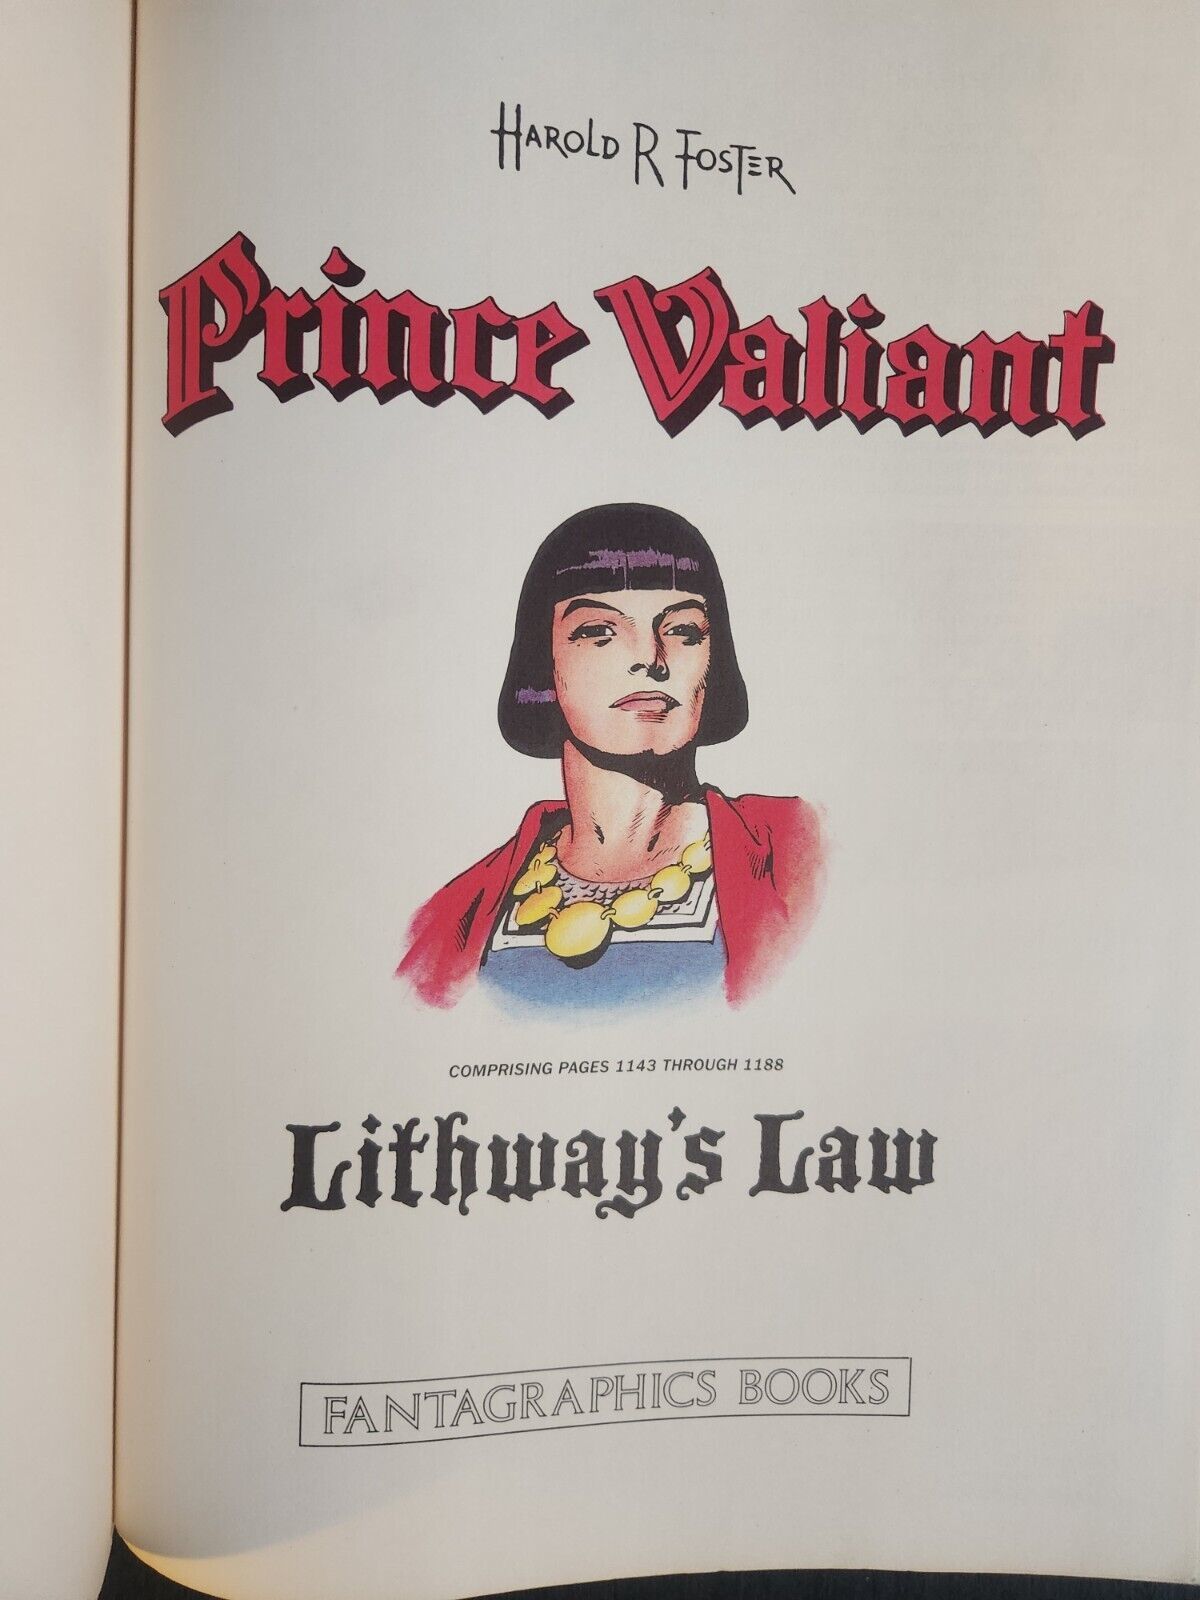 HAROLD R FOSTER
Prince Valiant
COMPRISING PAGES 1143 THROUGH 1188
Lithway's Law
FANTAGRAPHICS BOOKS